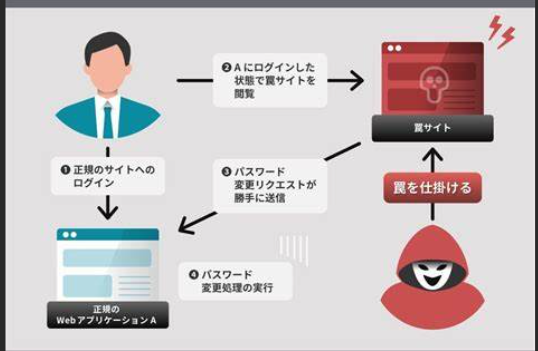 ❷ A にログインした
状態で罠サイトを
閲覧
罠サイト
❶ 正規のサイトへの
ログイン
❸ パスワード
変更リクエストが
勝手に送信
罠を仕掛ける
❹ パスワード
変更処理の実行
正規の
Webアプリケーション A